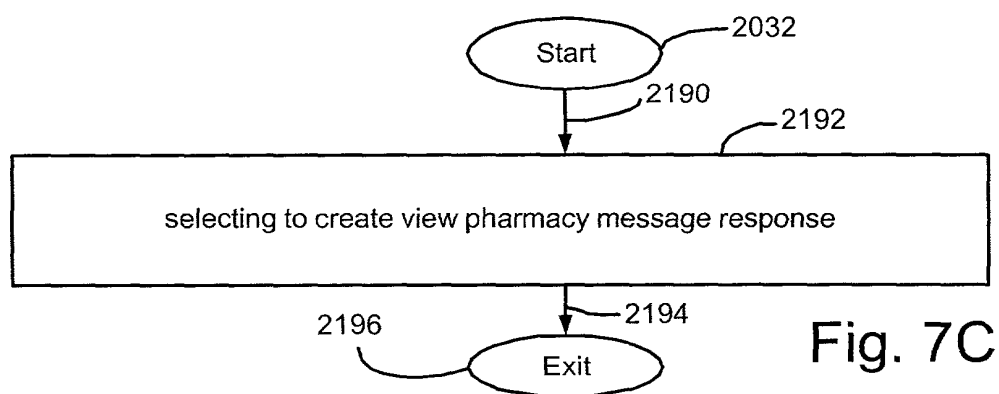 2032
Start
2190
2192
selecting to create view pharmacy message response
2194
2196
Exit
Fig. 7C